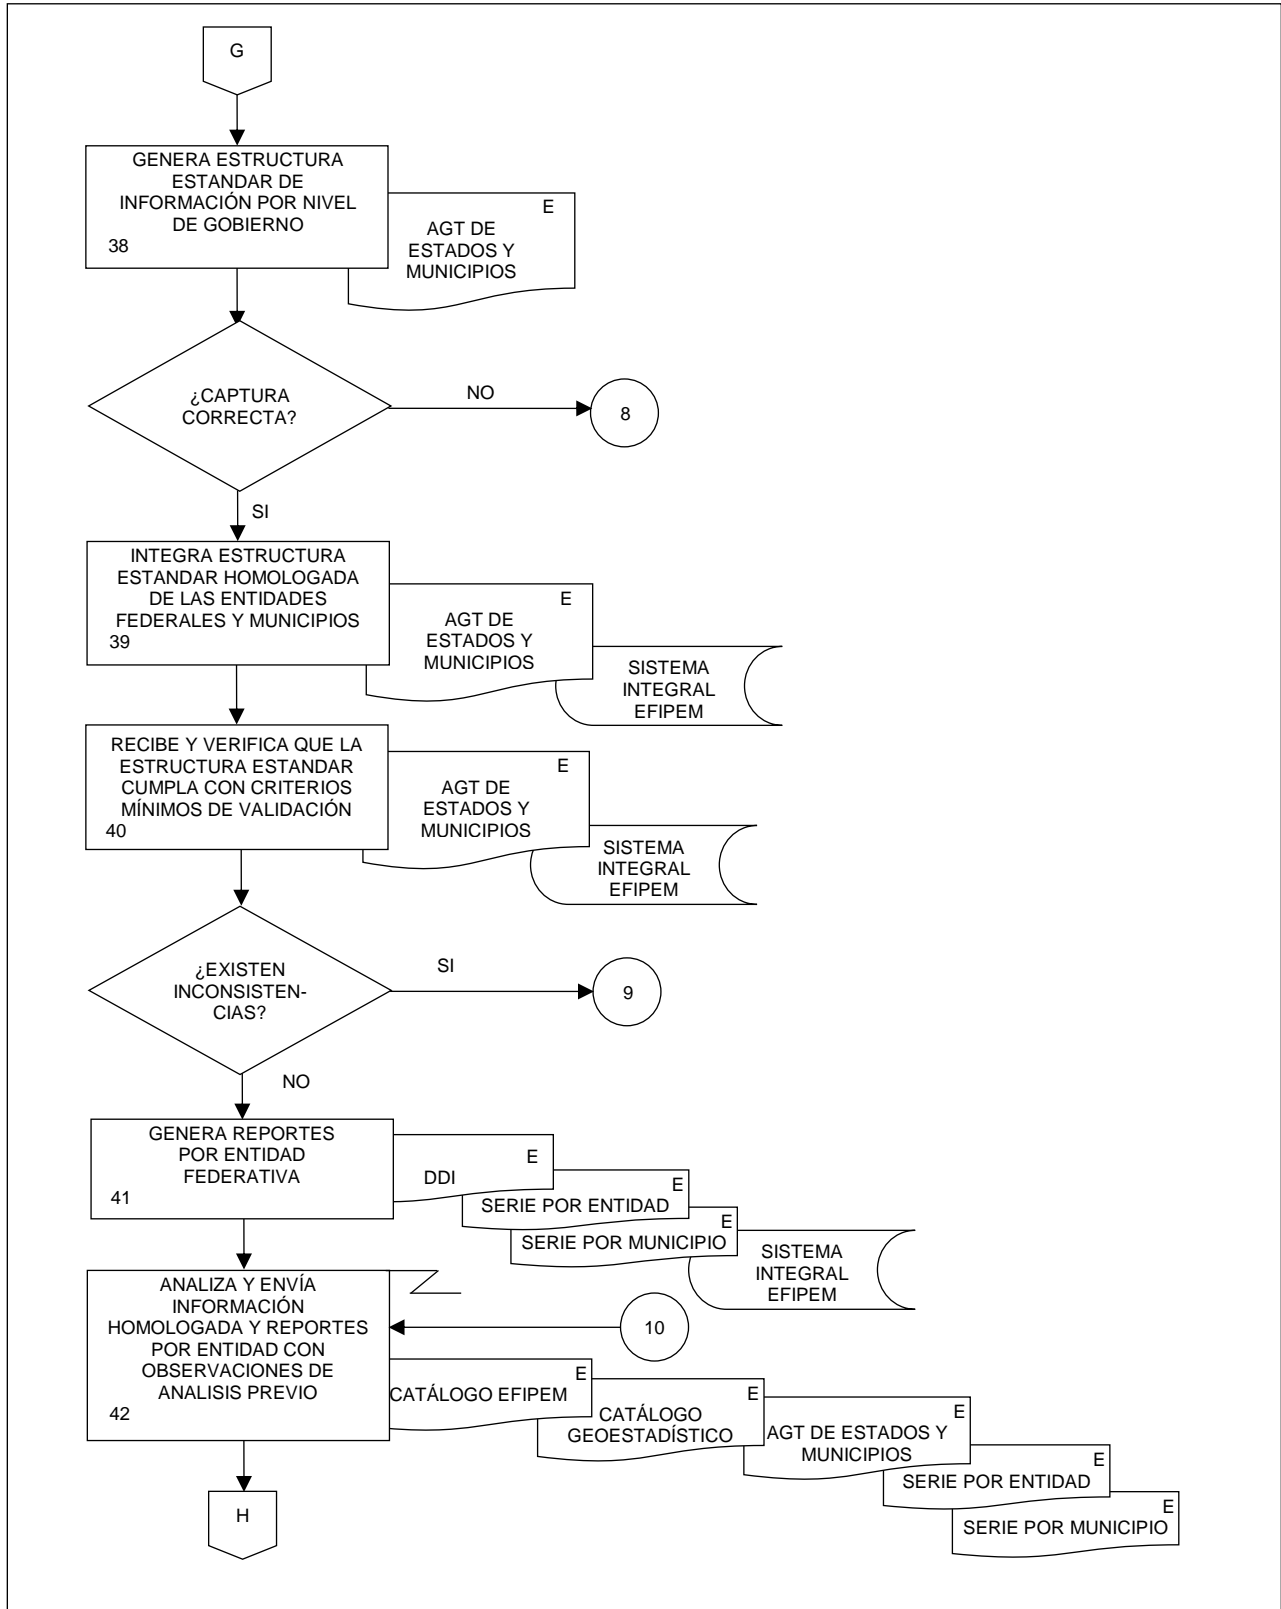 G
GENERA ESTRUCTURA
ESTANDAR DE
INFORMACIÓN POR NIVEL
DE GOBIERNO
38
E
AGT DE
ESTADOS Y
MUNICIPIOS
¿CAPTURA
CORRECTA?
NO
8
SI
INTEGRA ESTRUCTURA
ESTANDAR HOMOLOGADA
DE LAS ENTIDADES
FEDERALES Y MUNICIPIOS
39
E
AGT DE
ESTADOS Y
MUNICIPIOS
SISTEMA
INTEGRAL
EFIPEM
RECIBE Y VERIFICA QUE LA
ESTRUCTURA ESTANDAR
CUMPLA CON CRITERIOS
MÍNIMOS DE VALIDACIÓN
40
E
AGT DE
ESTADOS Y
MUNICIPIOS
SISTEMA
INTEGRAL
EFIPEM
¿EXISTEN
INCONSISTEN-
CIAS?
SI
9
NO
GENERA REPORTES
POR ENTIDAD
FEDERATIVA
41
E
DDI
E
SERIE POR ENTIDAD
E
SERIE POR MUNICIPIO
SISTEMA
INTEGRAL
EFIPEM
ANALIZA Y ENVÍA
INFORMACIÓN
HOMOLOGADA Y REPORTES
POR ENTIDAD CON
OBSERVACIONES DE
ANALISIS PREVIO
42
10
E
CATÁLOGO EFIPEM
E
CATÁLOGO
GEOESTADÍSTICO
E
AGT DE ESTADOS Y
MUNICIPIOS
E
SERIE POR ENTIDAD
E
SERIE POR MUNICIPIO
H